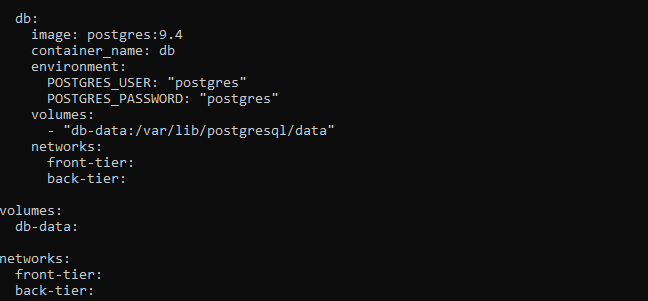 db:
    image: postgres:9.4
    container_name: db
    environment:
      POSTGRES_USER: "postgres"
      POSTGRES_PASSWORD: "postgres"
    volumes:
      - "db-data:/var/lib/postgresql/data"
    networks:
      front-tier:
      back-tier:

volumes:
  db-data:

networks:
  front-tier:
  back-tier: